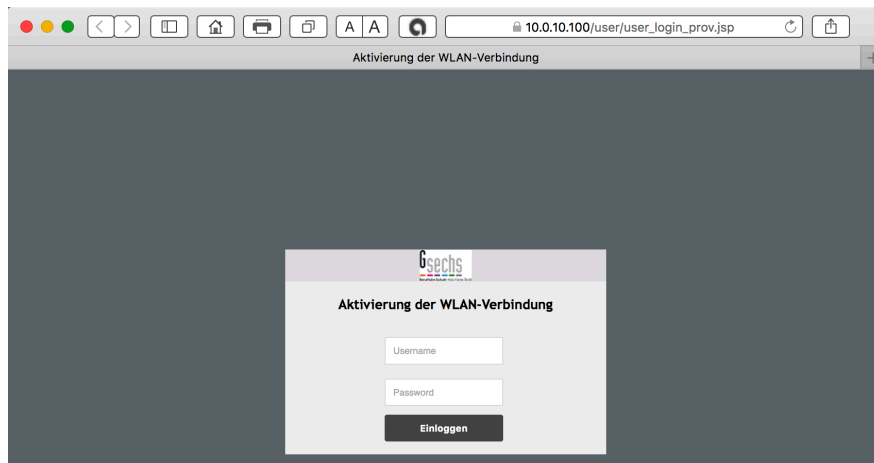 A A
10.0.10.100/user/user_login_prov.jsp
Aktivierung der WLAN-Verbindung
Gsechs
Aktivierung der WLAN-Verbindung
Username
Password
Einloggen